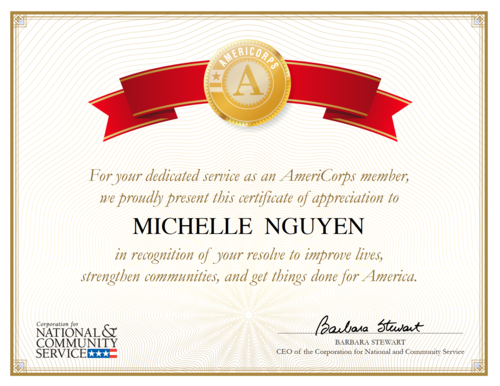 AMERICORPS
A
For your dedicated service as an AmeriCorps member,
we proudly present this certificate of appreciation to
MICHELLE NGUYEN
in recognition of your resolve to improve lives,
strengthen communities, and get things done for America.
Corporation for
NATIONAL &
COMMUNITY
SERVICE
Barbara Stewart
BARBARA STEWART
CEO of the Corporation for National and Community Service